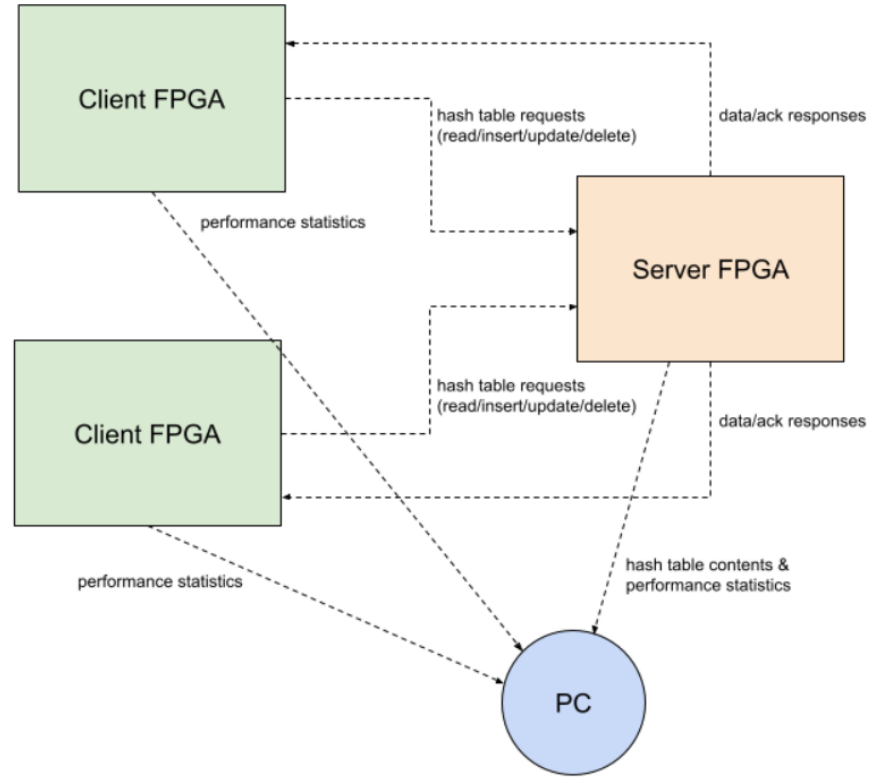 Client FPGA
hash table requests
(read/insert/update/delete)
data/ack responses
performance statistics
Server FPGA
Client FPGA
hash table requests
(read/insert/update/delete)
data/ack responses
performance statistics
hash table contents &
performance statistics
PC